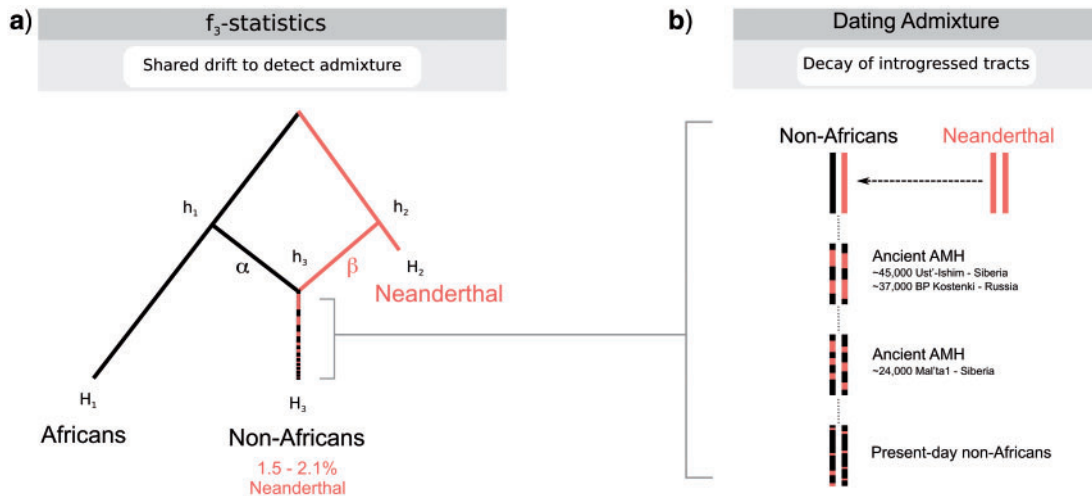 a)
f₃-statistics
Shared drift to detect admixture
h₁
h₂
h₃
α
β
H₂
Neanderthal
H₁
H₃
Africans
Non-Africans
1.5 - 2.1%
Neanderthal
b)
Dating Admixture
Decay of introgressed tracts
Non-Africans
Neanderthal
Ancient AMH
~45,000 Ust'-Ishim - Siberia
~37,000 BP Kostenki - Russia
Ancient AMH
~24,000 Mal'ta1 - Siberia
Present-day non-Africans